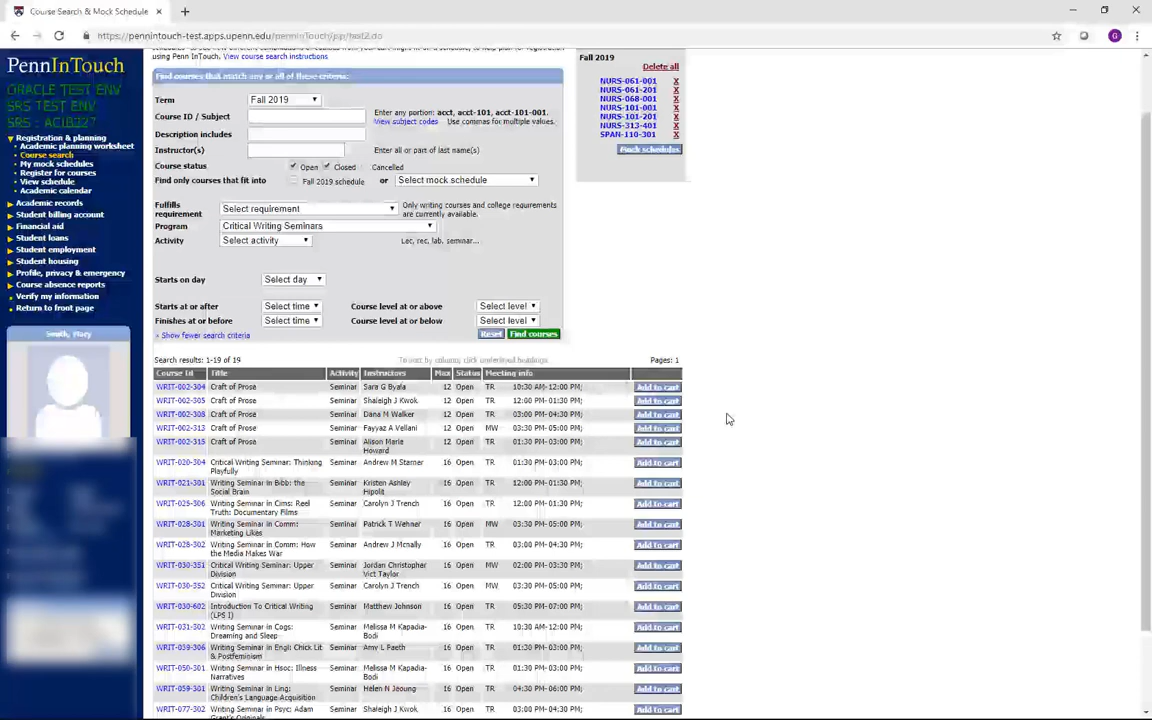 Course Search & Mock Schedule
https://pennintouch-test.apps.upenn.edu/pennInTouch/jsp/fast2.do
G
using Penn InTouch. View course search instructions
PennInTouch
ORACLE TEST ENV
SRS TEST ENV
Registration & planning
Academic planning worksheet
Course search
My mock schedules
Register for courses
View schedule
Academic calendar
Academic records
Student billing account
Financial aid
Student loans
Student employment
Student housing
Profile, privacy & emergency
Course absence reports
Verify my information
Return to front page
Smith, Mary
Find courses that match any or all of these criteria:
Term Fall 2019
Course ID / Subject Enter any portion: acct, acct-101, acct-101-001.
View subject codes Use commas for multiple values.
Description includes
Instructor(s) Enter all or part of last name(s)
Course status Open Closed Cancelled
Find only courses that fit into Fall 2019 schedule or Select mock schedule
Fulfills requirement Select requirement Only writing courses and college requirements are currently available.
Program Critical Writing Seminars
Activity Select activity Lec, rec, lab, seminar...
Starts on day Select day
Starts at or after Select time Course level at or above Select level
Finishes at or before Select time Course level at or below Select level
Show fewer search criteria Reset Find courses
Fall 2019
Delete all
NURS-061-001 X
NURS-061-201 X
NURS-068-001 X
NURS-101-001 X
NURS-101-201 X
NURS-313-401 X
SPAN-110-301 X
Mock schedules
Search results: 1-19 of 19 To sort by column, click underlined headings. Pages: 1
Course Id Title Activity Instructors Max Status Meeting info
WRIT-002-304 Craft of Prose Seminar Sara G Byala 12 Open TR 10:30 AM-12:00 PM; Add to cart
WRIT-002-305 Craft of Prose Seminar Shaleigh J Kwok 12 Open TR 12:00 PM-01:30 PM; Add to cart
WRIT-002-308 Craft of Prose Seminar Dana M Walker 12 Open TR 03:00 PM-04:30 PM; Add to cart
WRIT-002-313 Craft of Prose Seminar Fayyaz A Vellani 12 Open MW 03:30 PM-05:00 PM; Add to cart
WRIT-002-315 Craft of Prose Seminar Alison Marie Howard 12 Open TR 01:30 PM-03:00 PM; Add to cart
WRIT-020-304 Critical Writing Seminar: Thinking Playfully Seminar Andrew M Starner 16 Open TR 01:30 PM-03:00 PM; Add to cart
WRIT-021-301 Writing Seminar in Bibb: the Social Brain Seminar Kristen Ashley Hipolit 16 Open TR 12:00 PM-01:30 PM; Add to cart
WRIT-025-306 Writing Seminar in Cims: Reel Truth: Documentary Films Seminar Carolyn J Trench 16 Open TR 03:00 PM-04:30 PM; Add to cart
WRIT-028-301 Writing Seminar in Comm: Marketing Likes Seminar Patrick T Wehner 16 Open MW 03:30 PM-05:00 PM; Add to cart
WRIT-028-302 Writing Seminar in Comm: How the Media Makes War Seminar Andrew J Mcnally 16 Open TR 03:00 PM-04:30 PM; Add to cart
WRIT-030-351 Critical Writing Seminar: Upper Division Seminar Jordan Christopher Vict Taylor 16 Open MW 02:00 PM-03:30 PM; Add to cart
WRIT-030-352 Critical Writing Seminar: Upper Division Seminar Carolyn J Trench 16 Open MW 03:30 PM-05:00 PM; Add to cart
WRIT-030-602 Introduction To Critical Writing (LPS I) Seminar Matthew Johnson 16 Open TR 05:30 PM-07:00 PM; Add to cart
WRIT-031-302 Writing Seminar in Cogs: Dreaming and Sleep Seminar Melissa M Kapadia-Bodi 16 Open TR 10:30 AM-12:00 PM; Add to cart
WRIT-039-306 Writing Seminar in Engl: Chick Lit & Postfeminism Seminar Amy L Paeth 16 Open TR 01:30 PM-03:00 PM; Add to cart
WRIT-050-301 Writing Seminar in Hsoc: Illness Narratives Seminar Melissa M Kapadia-Bodi 16 Open TR 01:30 PM-03:00 PM; Add to cart
WRIT-059-301 Writing Seminar in Ling: Children's Language Acquisition Seminar Helen N Jeoung 16 Open TR 04:30 PM-06:00 PM; Add to cart
WRIT-077-302 Writing Seminar in Psyc: Adam Grant's Originals Seminar Shaleigh J Kwok 16 Open TR 03:00 PM-04:30 PM; Add to cart